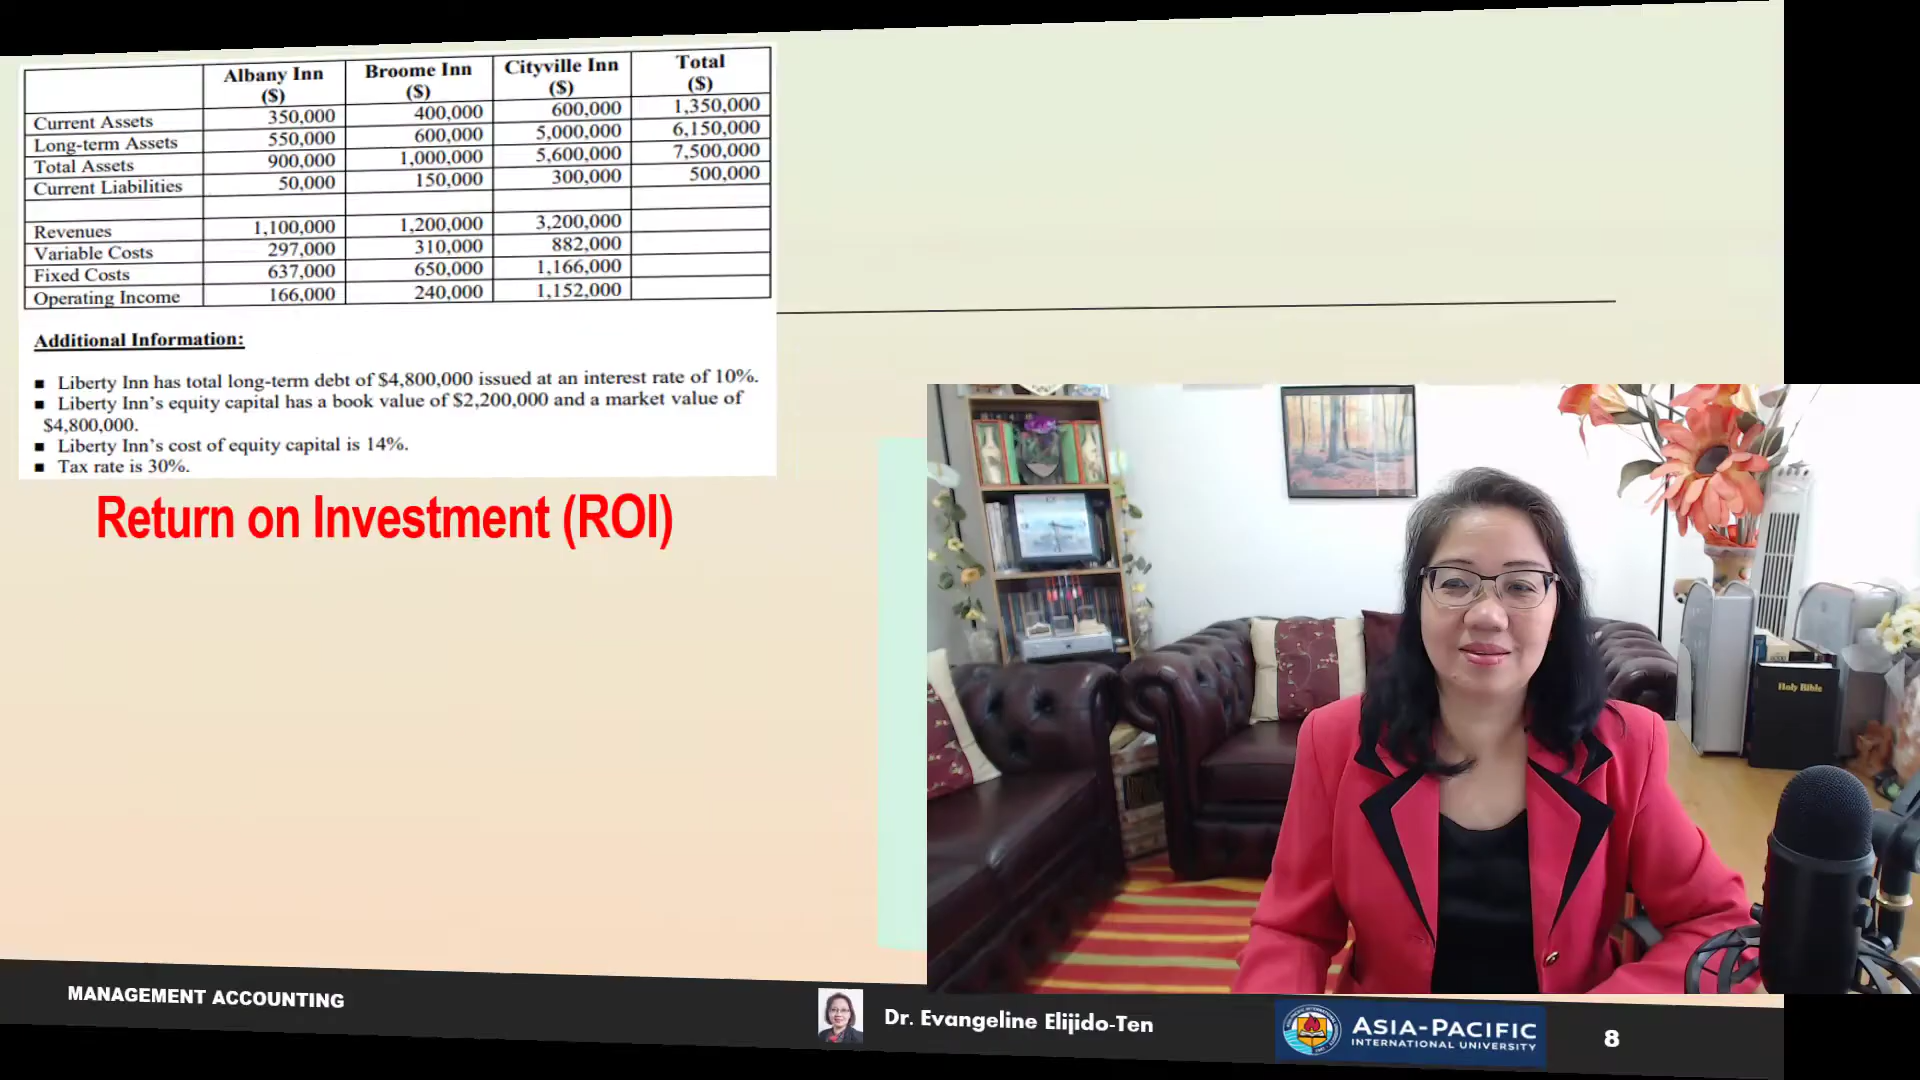 Albany Inn ($) Broome Inn ($) Cityville Inn ($) Total ($)
Current Assets 350,000 400,000 600,000 1,350,000
Long-term Assets 550,000 600,000 5,000,000 6,150,000
Total Assets 900,000 1,000,000 5,600,000 7,500,000
Current Liabilities 50,000 150,000 300,000 500,000
Revenues 1,100,000 1,200,000 3,200,000
Variable Costs 297,000 310,000 882,000
Fixed Costs 637,000 650,000 1,166,000
Operating Income 166,000 240,000 1,152,000
Additional Information:
■ Liberty Inn has total long-term debt of $4,800,000 issued at an interest rate of 10%.
■ Liberty Inn's equity capital has a book value of $2,200,000 and a market value of
$4,800,000.
■ Liberty Inn's cost of equity capital is 14%.
■ Tax rate is 30%.
Return on Investment (ROI)
Holy Bible
MANAGEMENT ACCOUNTING
Dr. Evangeline Elijido-Ten
ASIA-PACIFIC
INTERNATIONAL UNIVERSITY
8